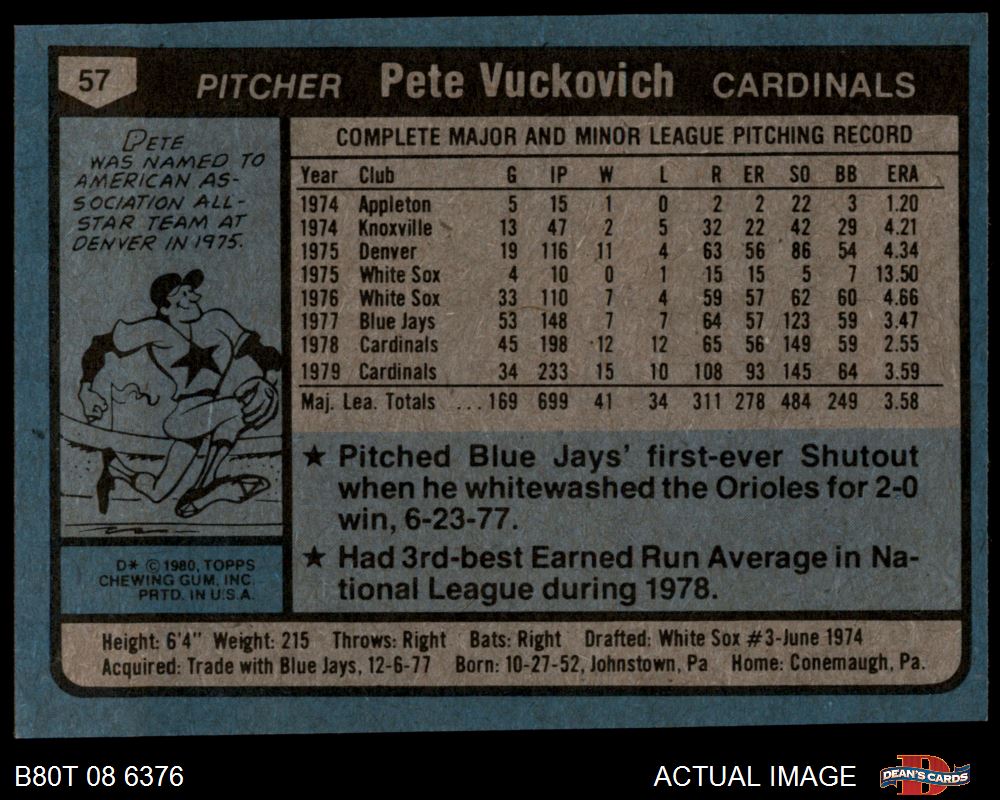 57 PITCHER Pete Vuckovich CARDINALS
PETE
WAS NAMED TO
AMERICAN AS-
SOCIATION ALL-
STAR TEAM AT
DENVER IN 1975.
D* © 1980, TOPPS
CHEWING GUM, INC.
PRTD. IN U.S.A.
COMPLETE MAJOR AND MINOR LEAGUE PITCHING RECORD
Year Club G IP W L R ER SO BB ERA
1974 Appleton 5 15 1 0 2 2 22 3 1.20
1974 Knoxville 13 47 2 5 32 22 42 29 4.21
1975 Denver 19 116 11 4 63 56 86 54 4.34
1975 White Sox 4 10 0 1 15 15 5 7 13.50
1976 White Sox 33 110 7 4 59 57 62 60 4.66
1977 Blue Jays 53 148 7 7 64 57 123 59 3.47
1978 Cardinals 45 198 12 12 65 56 149 59 2.55
1979 Cardinals 34 233 15 10 108 93 145 64 3.59
Maj. Lea. Totals ... 169 699 41 34 311 278 484 249 3.58
★ Pitched Blue Jays' first-ever Shutout
when he whitewashed the Orioles for 2-0
win, 6-23-77.
★ Had 3rd-best Earned Run Average in Na-
tional League during 1978.
Height: 6'4" Weight: 215 Throws: Right Bats: Right Drafted: White Sox #3-June 1974
Acquired: Trade with Blue Jays, 12-6-77 Born: 10-27-52, Johnstown, Pa Home: Conemaugh, Pa.
B80T 08 6376 ACTUAL IMAGE D DEAN'S CARDS